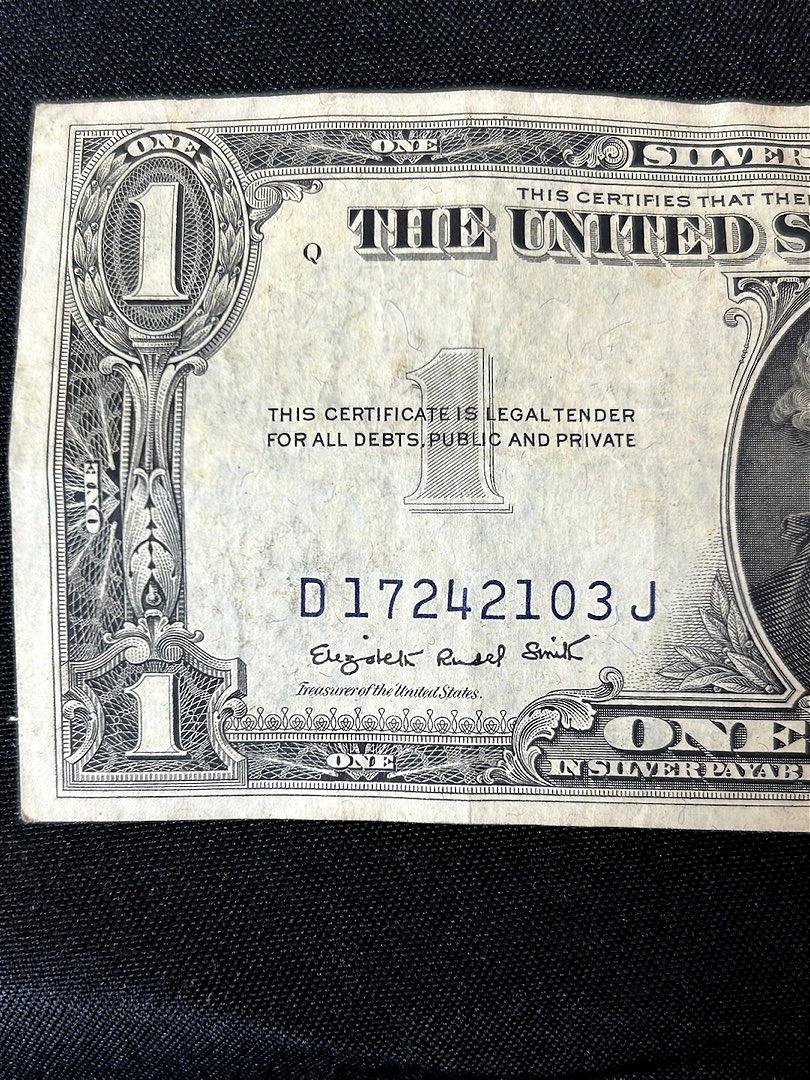 ONE
ONE
SILVER
1
THIS CERTIFIES THAT THE
Q
THE UNITED S
1
THIS CERTIFICATE IS LEGAL TENDER
FOR ALL DEBTS, PUBLIC AND PRIVATE
ONE
D17242103J
Elizabeth Rudel Smith
Treasurer of the United States.
1
ONE
ONE
IN SILVER PAYAB